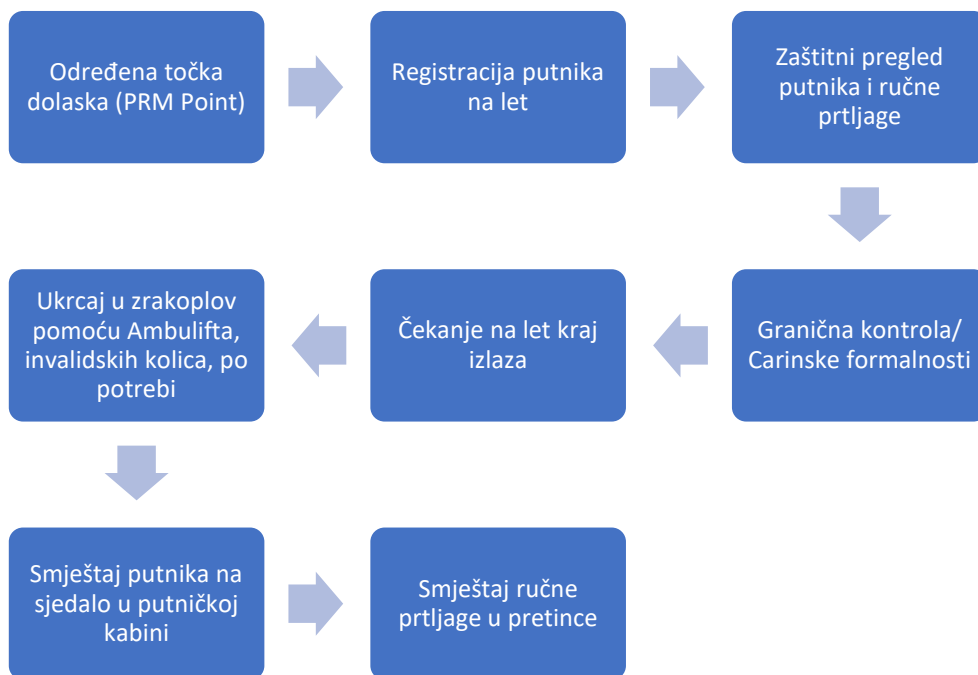 Određena točka
dolaska (PRM Point)
Registracija putnika
na let
Zaštitni pregled
putnika i ručne
prtljage
Granična kontrola/
Carinske formalnosti
Čekanje na let kraj
izlaza
Ukrcaj u zrakoplov
pomoću Ambulifta,
invalidskih kolica, po
potrebi
Smještaj putnika na
sjedalo u putničkoj
kabini
Smještaj ručne
prtljage u pretince